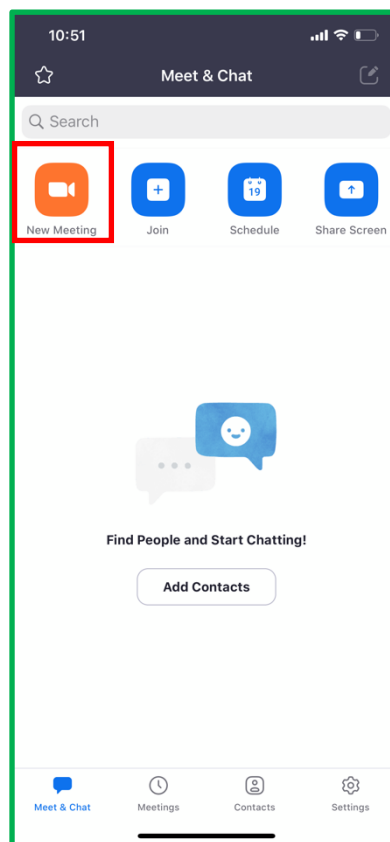 10:51
Meet & Chat
Search
19
New Meeting Join Schedule Share Screen
Find People and Start Chatting!
Add Contacts
Meet & Chat Meetings Contacts Settings